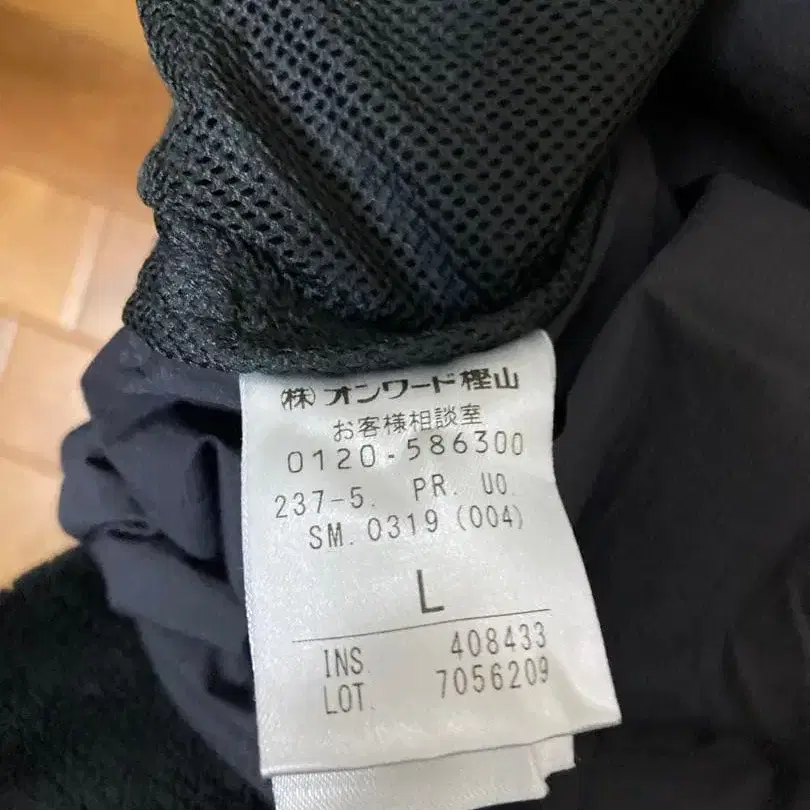 ㈱オンワード樫山
お客様相談室
0120-586300
237-5. PR. UO.
SM. 0319 (004)
L
INS. 408433
LOT. 7056209